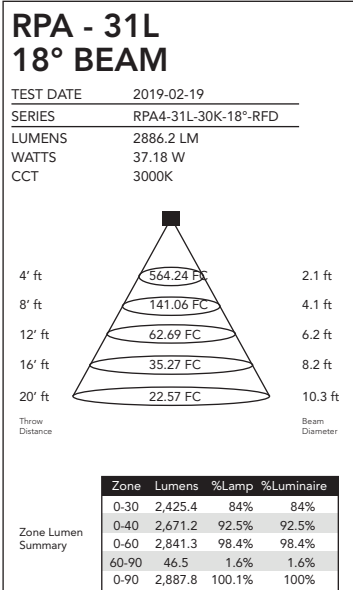 RPA - 31L
18° BEAM
TEST DATE 2019-02-19
SERIES RPA4-31L-30K-18°-RFD
LUMENS 2886.2 LM
WATTS 37.18 W
CCT 3000K
4’ ft 564.24 FC 2.1 ft
8’ ft 141.06 FC 4.1 ft
12’ ft 62.69 FC 6.2 ft
16’ ft 35.27 FC 8.2 ft
20’ ft 22.57 FC 10.3 ft
Throw Distance
Beam Diameter
Zone Lumen Summary
Zone Lumens %Lamp %Luminaire
0-30 2,425.4 84% 84%
0-40 2,671.2 92.5% 92.5%
0-60 2,841.3 98.4% 98.4%
60-90 46.5 1.6% 1.6%
0-90 2,887.8 100.1% 100%